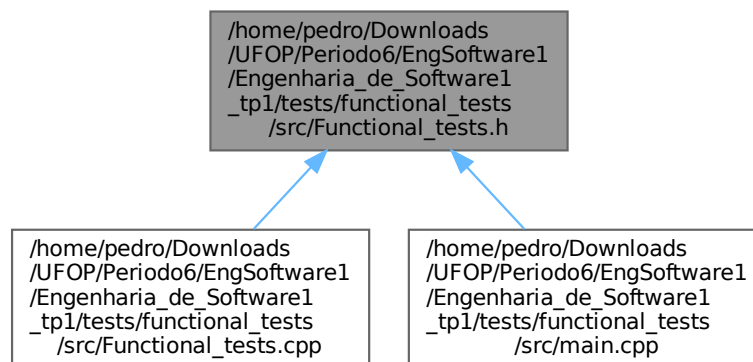 /home/pedro/Downloads
/UFOP/Periodo6/EngSoftware1
/Engenharia_de_Software1
_tp1/tests/functional_tests
/src/Functional_tests.h
/home/pedro/Downloads
/UFOP/Periodo6/EngSoftware1
/Engenharia_de_Software1
_tp1/tests/functional_tests
/src/Functional_tests.cpp
/home/pedro/Downloads
/UFOP/Periodo6/EngSoftware1
/Engenharia_de_Software1
_tp1/tests/functional_tests
/src/main.cpp